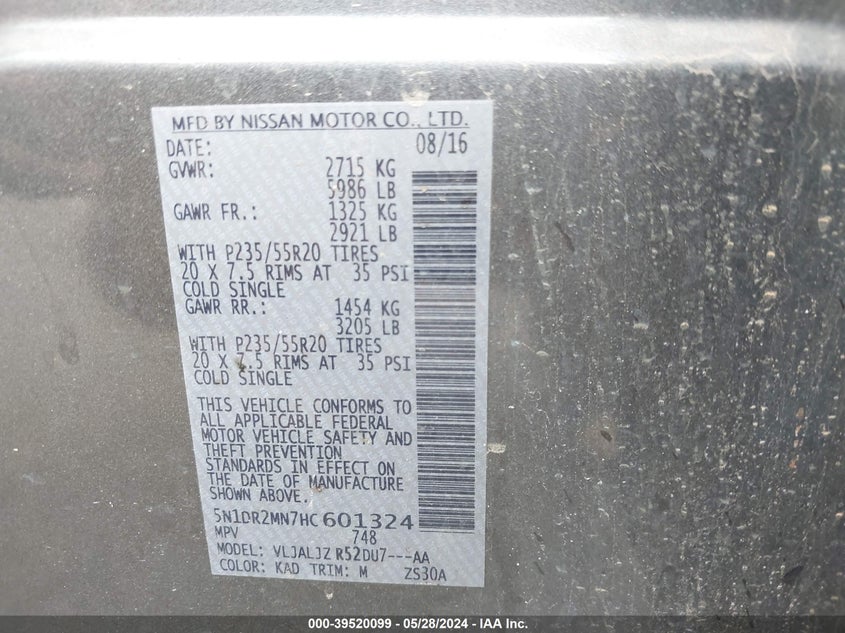 MFD BY NISSAN MOTOR CO., LTD.
DATE: 08/16
GVWR: 2715 KG
5986 LB
GAWR FR.: 1325 KG
2921 LB
WITH P235/55R20 TIRES
20 X 7.5 RIMS AT 35 PSI
COLD SINGLE
GAWR RR.: 1454 KG
3205 LB
WITH P235/55R20 TIRES
20 X 7.5 RIMS AT 35 PSI
COLD SINGLE
THIS VEHICLE CONFORMS TO
ALL APPLICABLE FEDERAL
MOTOR VEHICLE SAFETY AND
THEFT PREVENTION
STANDARDS IN EFFECT ON
THE DATE OF MANUFACTURE
SHOWN ABOVE.
5N1DR2MN7HC601324
MPV 748
MODEL: VLJALJZ R52DU7---AA
COLOR: KAD TRIM: M ZS30A
000-39520099 - 05/28/2024 - IAA Inc.